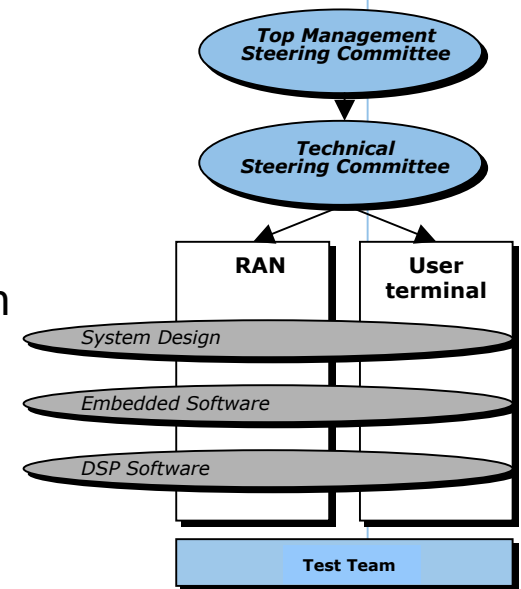 Top Management
Steering Committee
Technical
Steering Committee
RAN
User
terminal
n
System Design
Embedded Software
DSP Software
Test Team